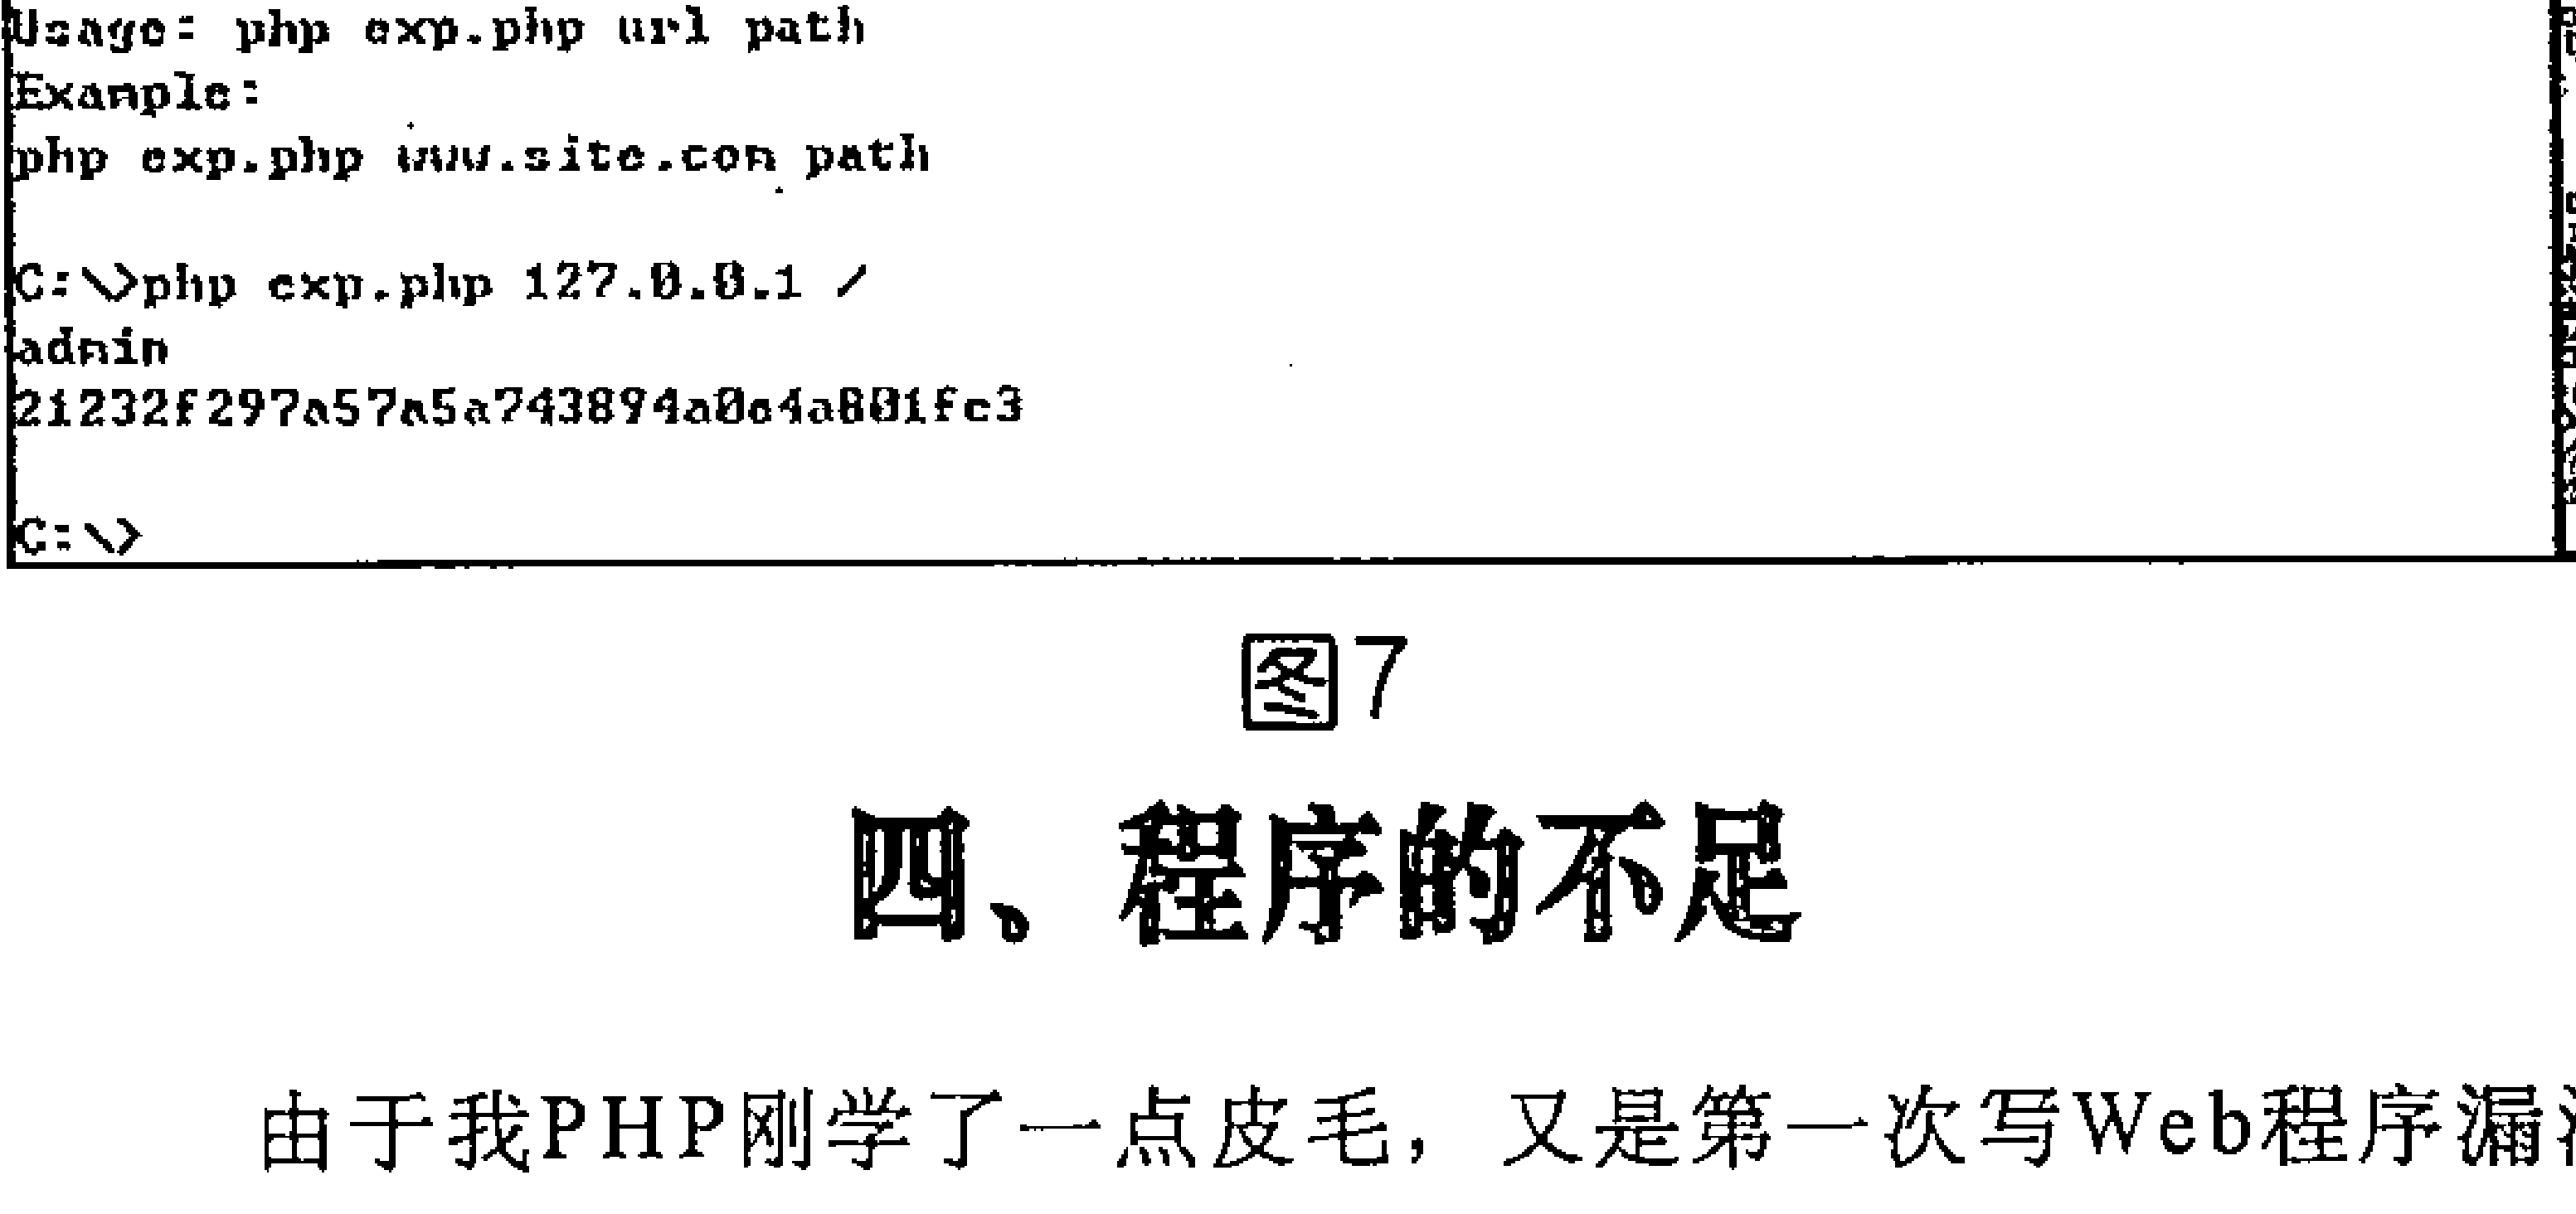 Usage: php exp.php url path
Example:
php exp.php www.site.com path
C:\>php exp.php 127.0.0.1 /
admin
21232f297a57a5a743894a0e4a801fc3
C:\>
图7
四、程序的不足
由于我PHP刚学了一点皮毛，又是第一次写Web程序漏